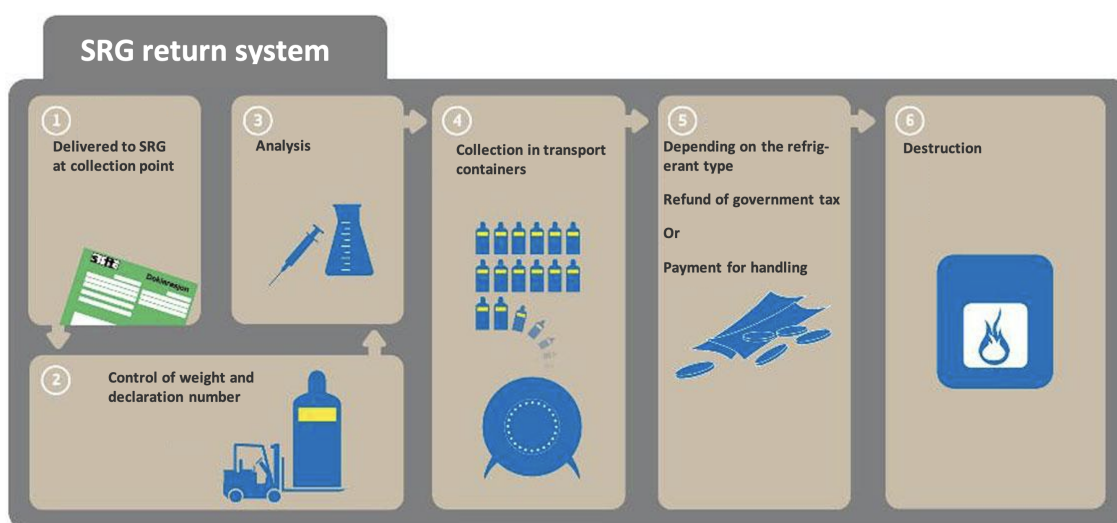 SRG return system
1
Delivered to SRG
at collection point
Deklarasjon
2
Control of weight and
declaration number
3
Analysis
4
Collection in transport
containers
5
Depending on the refrig-
erant type
Refund of government tax
Or
Payment for handling
6
Destruction